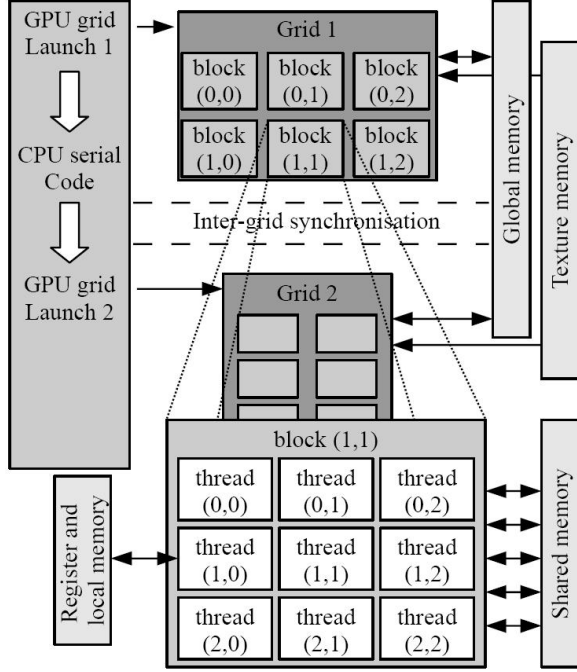 GPU grid
Launch 1
CPU serial
Code
GPU grid
Launch 2
Grid 1
block
(0,0)
block
(0,1)
block
(0,2)
block
(1,0)
block
(1,1)
block
(1,2)
Inter-grid synchronisation
Global memory
Texture memory
Grid 2
block (1,1)
thread
(0,0)
thread
(0,1)
thread
(0,2)
thread
(1,0)
thread
(1,1)
thread
(1,2)
thread
(2,0)
thread
(2,1)
thread
(2,2)
Register and
local memory
Shared memory